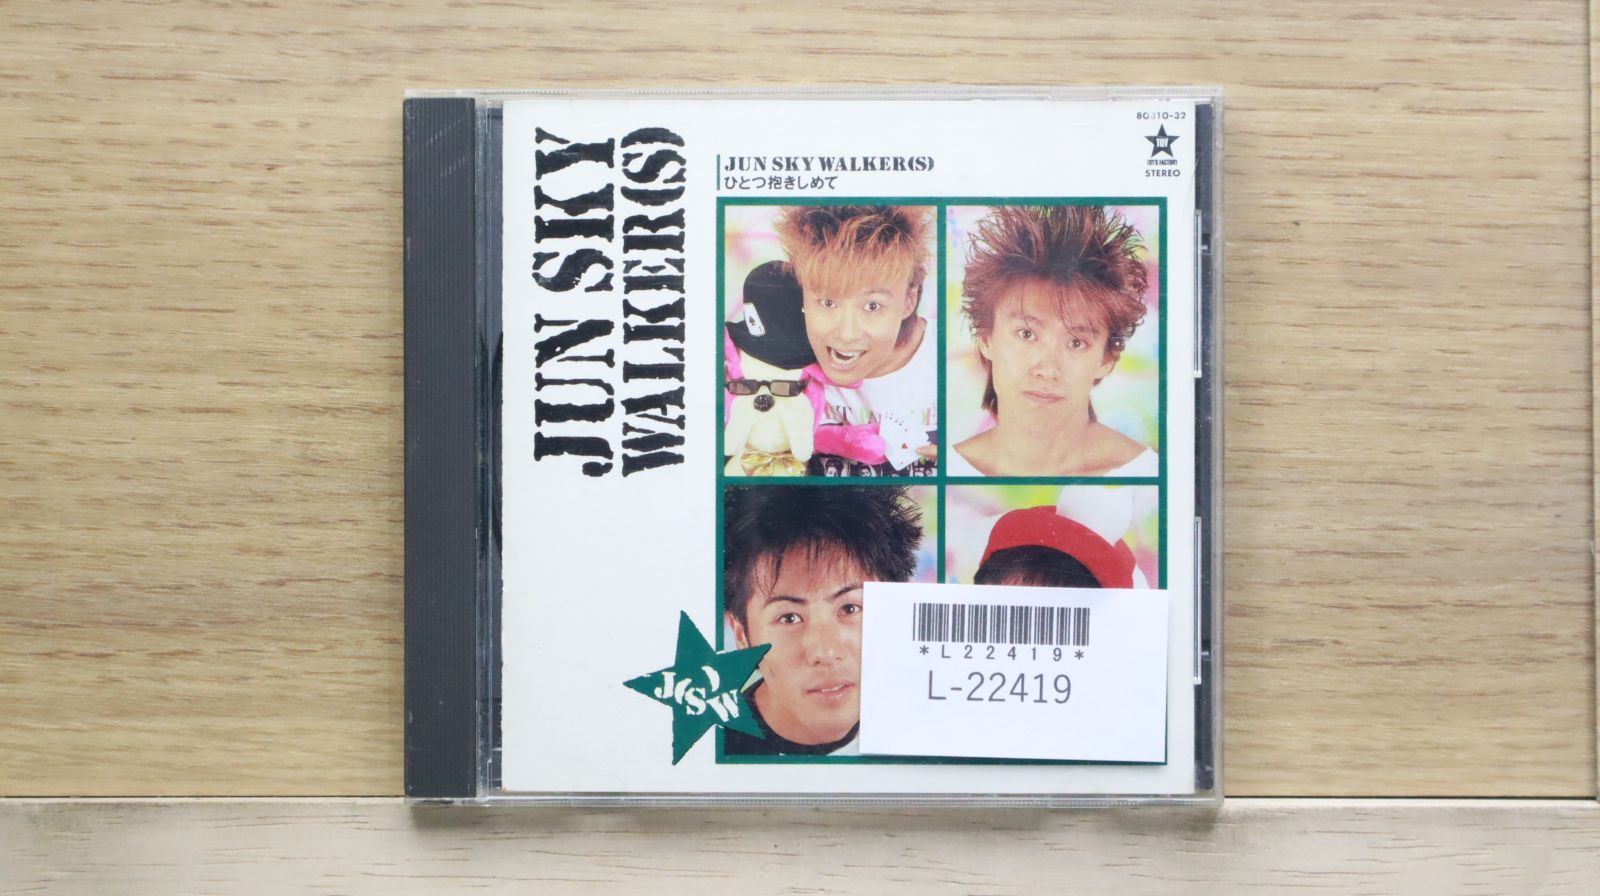 JUN SKY
WALKER(S)
JUN SKY WALKER(S)
ひとつ抱きしめて
80310-32
TOY
TOY'S FACTORY
STEREO
J(S)W
*L22419*
L-22419